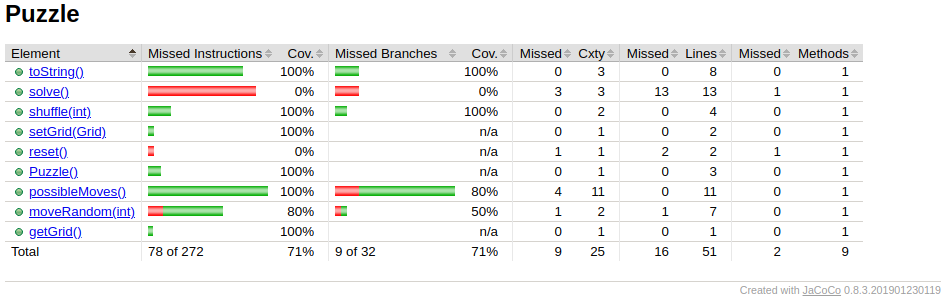 Puzzle
Element Missed Instructions Cov. Missed Branches Cov. Missed Cxty Missed Lines Missed Methods
toString() 100% 100% 0 3 0 8 0 1
solve() 0% 0% 3 3 13 13 1 1
shuffle(int) 100% 100% 0 2 0 4 0 1
setGrid(Grid) 100% n/a 0 1 0 2 0 1
reset() 0% n/a 1 1 2 2 1 1
Puzzle() 100% n/a 0 1 0 3 0 1
possibleMoves() 100% 80% 4 11 0 11 0 1
moveRandom(int) 80% 50% 1 2 1 7 0 1
getGrid() 100% n/a 0 1 0 1 0 1
Total 78 of 272 71% 9 of 32 71% 9 25 16 51 2 9
Created with JaCoCo 0.8.3.201901230119